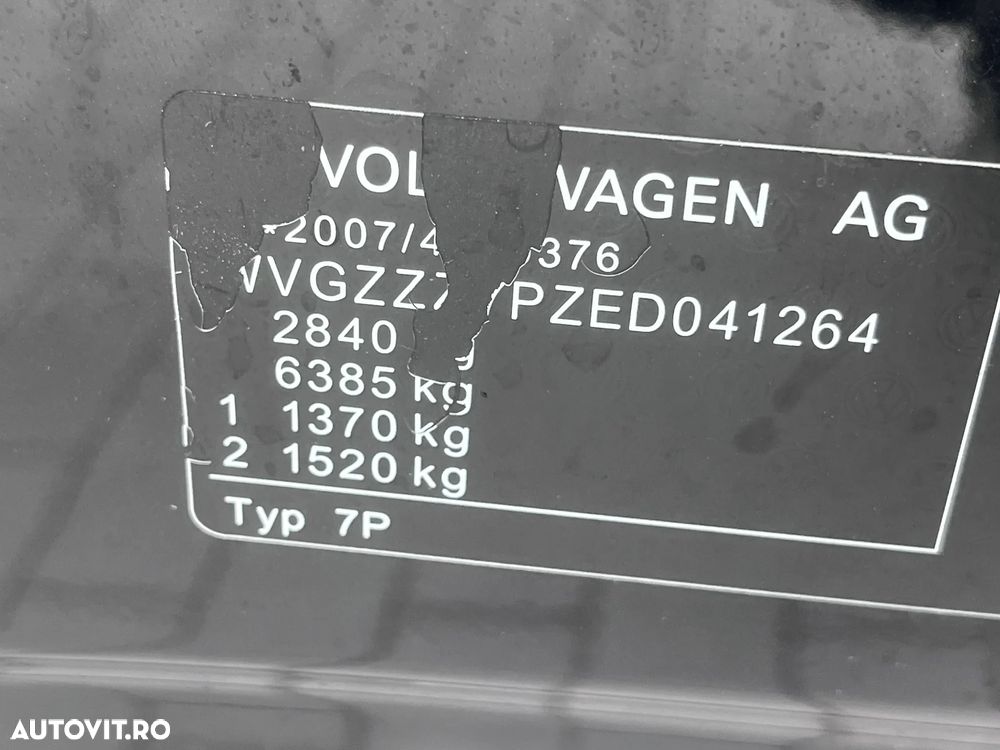 VOL VAGEN AG
*2007/4 376
WVGZZ7 PZED041264
2840
6385 kg
1 1370 kg
2 1520 kg
Typ 7P
AUTOVIT.RO